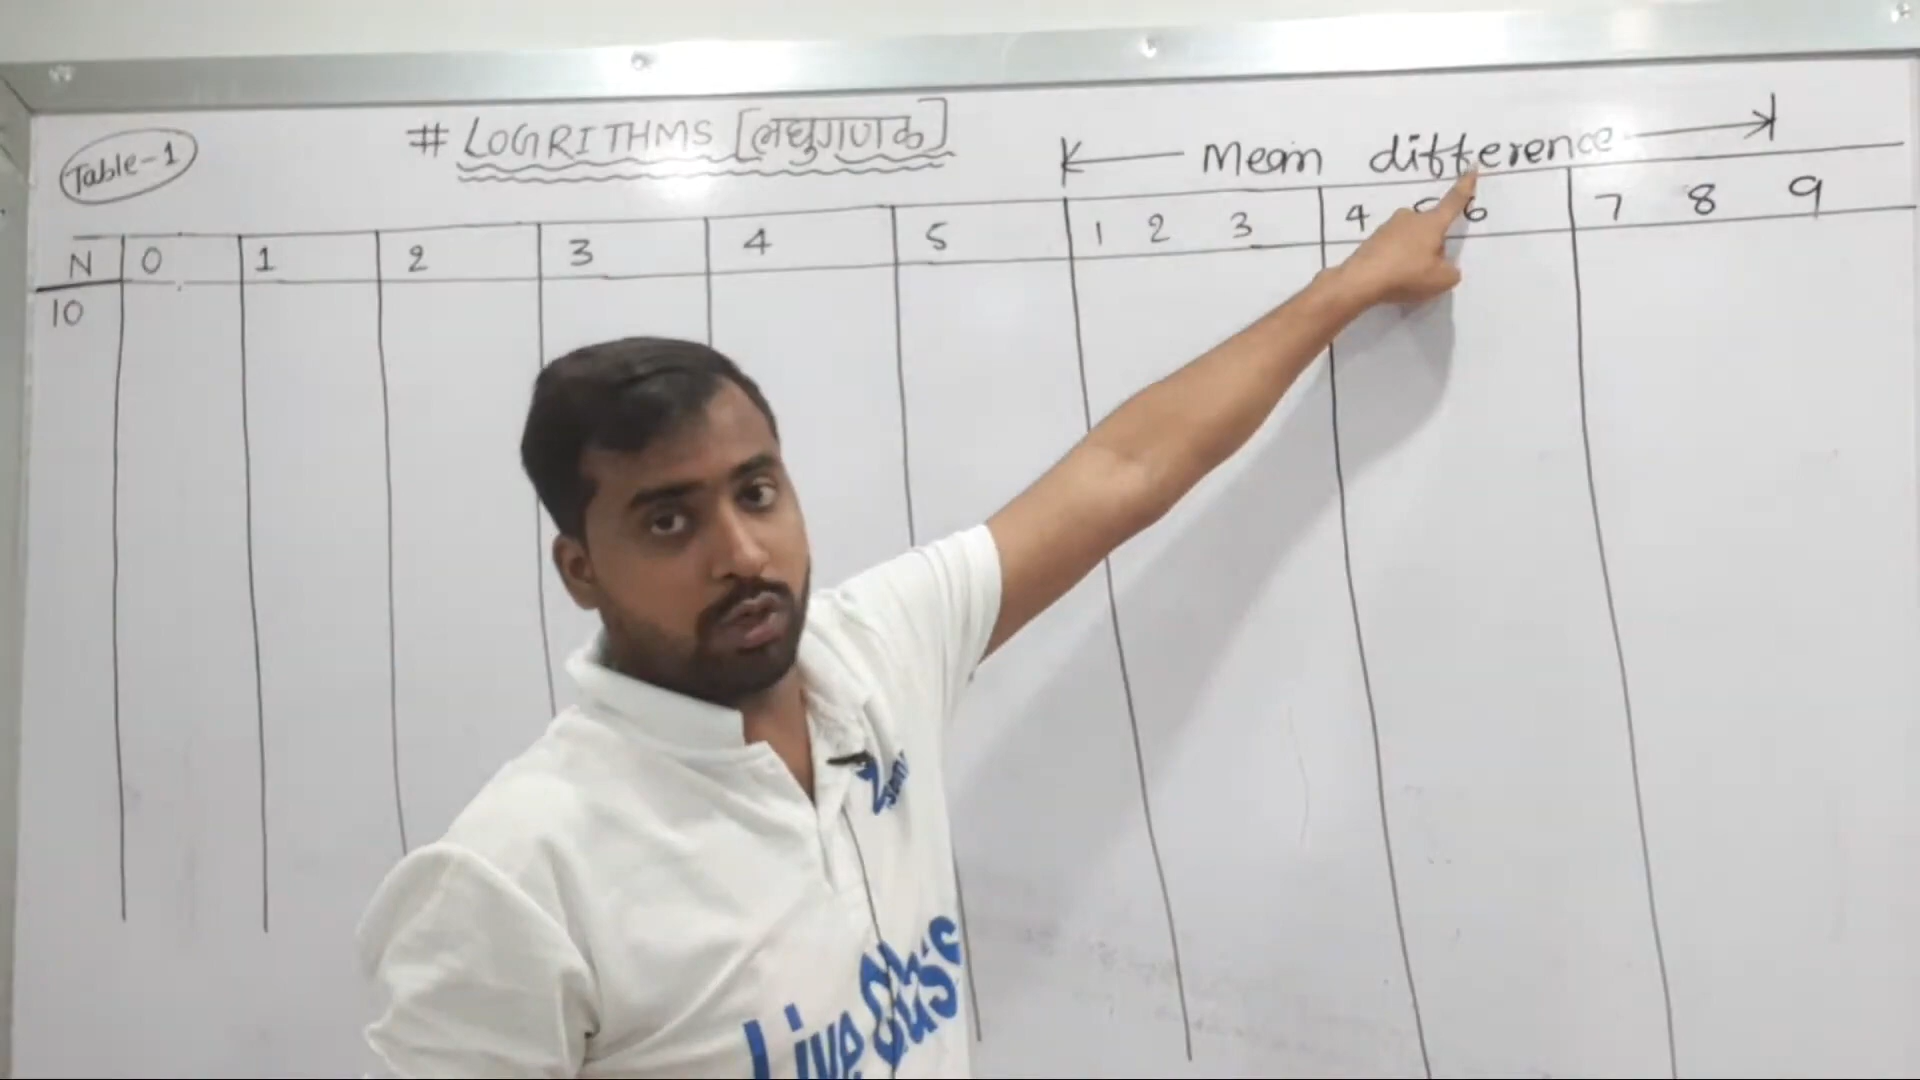 Table-1
# LOGRITHMS [लघुगणक]
Mean difference
N 0 1 2 3 4 5 1 2 3 4 5 6 7 8 9
10
Live